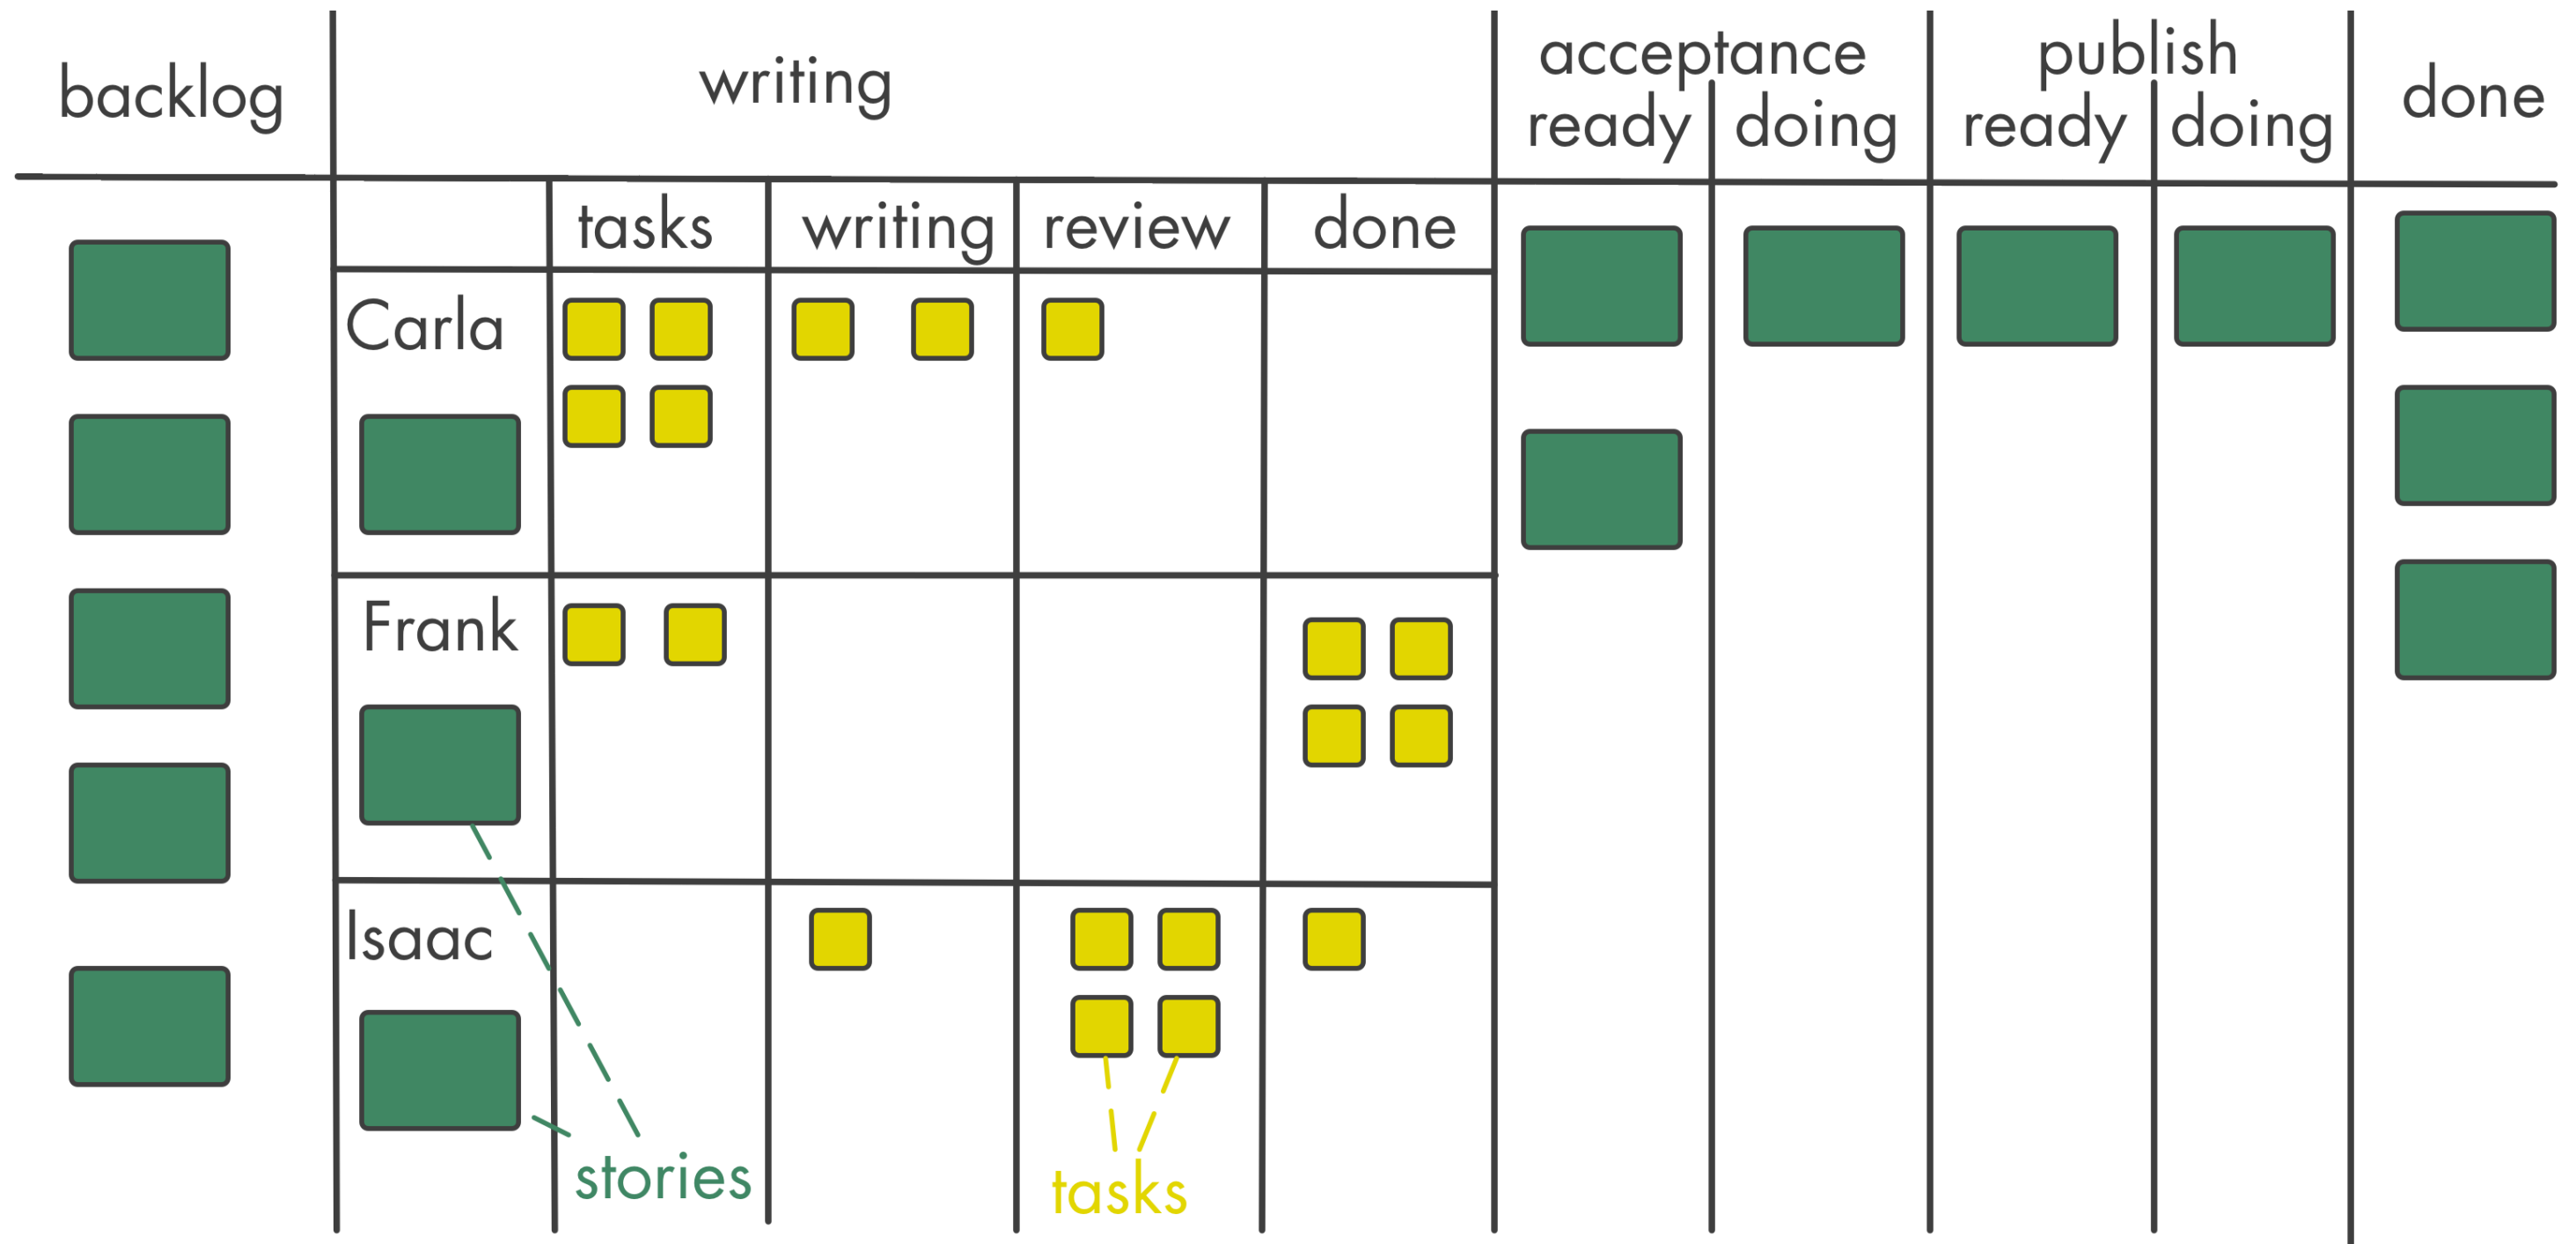 backlog
writing
acceptance
ready
doing
publish
ready
doing
done
tasks
writing
review
done
Carla
Frank
Isaac
stories
tasks